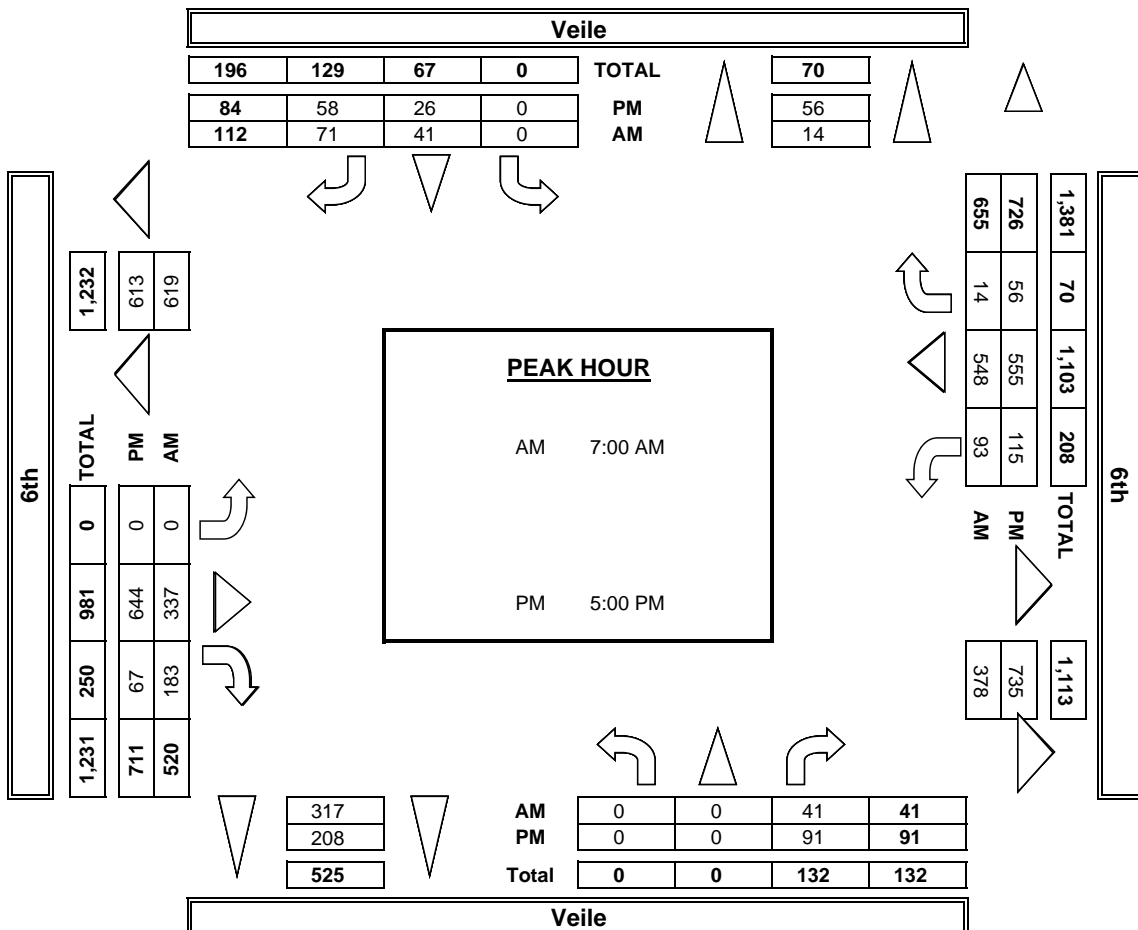 Veile
196 129 67 0 TOTAL 70
84 58 26 0 PM 56
112 71 41 0 AM 14
6th
1,232
613
619
TOTAL 0 981 250 1,231
PM 0 644 67 711
AM 0 337 183 520
PEAK HOUR
AM 7:00 AM
PM 5:00 PM
1,381 70 1,103 208 TOTAL
726 56 555 115 PM
655 14 548 93 AM
1,113
735
378
6th
317 AM 0 0 41 41
208 PM 0 0 91 91
525 Total 0 0 132 132
Veile